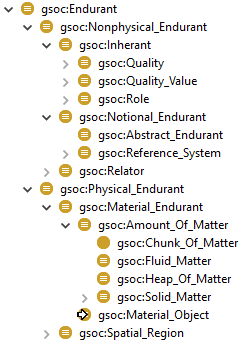 gsoc:Endurant
gsoc:Nonphysical_Endurant
gsoc:Inherant
gsoc:Quality
gsoc:Quality_Value
gsoc:Role
gsoc:Notional_Endurant
gsoc:Abstract_Endurant
gsoc:Reference_System
gsoc:Relator
gsoc:Physical_Endurant
gsoc:Material_Endurant
gsoc:Amount_Of_Matter
gsoc:Chunk_Of_Matter
gsoc:Fluid_Matter
gsoc:Heap_Of_Matter
gsoc:Solid_Matter
gsoc:Material_Object
gsoc:Spatial_Region